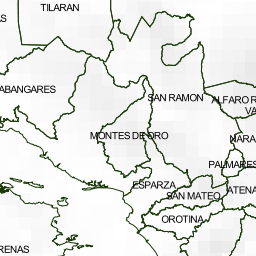 TILARAN
ABANGARES
SAN RAMON
ALFARO R
VA
MONTES DE ORO
NARA
PALMARES
ESPARZA
SAN MATEO
ATENA
OROTINA
RENAS